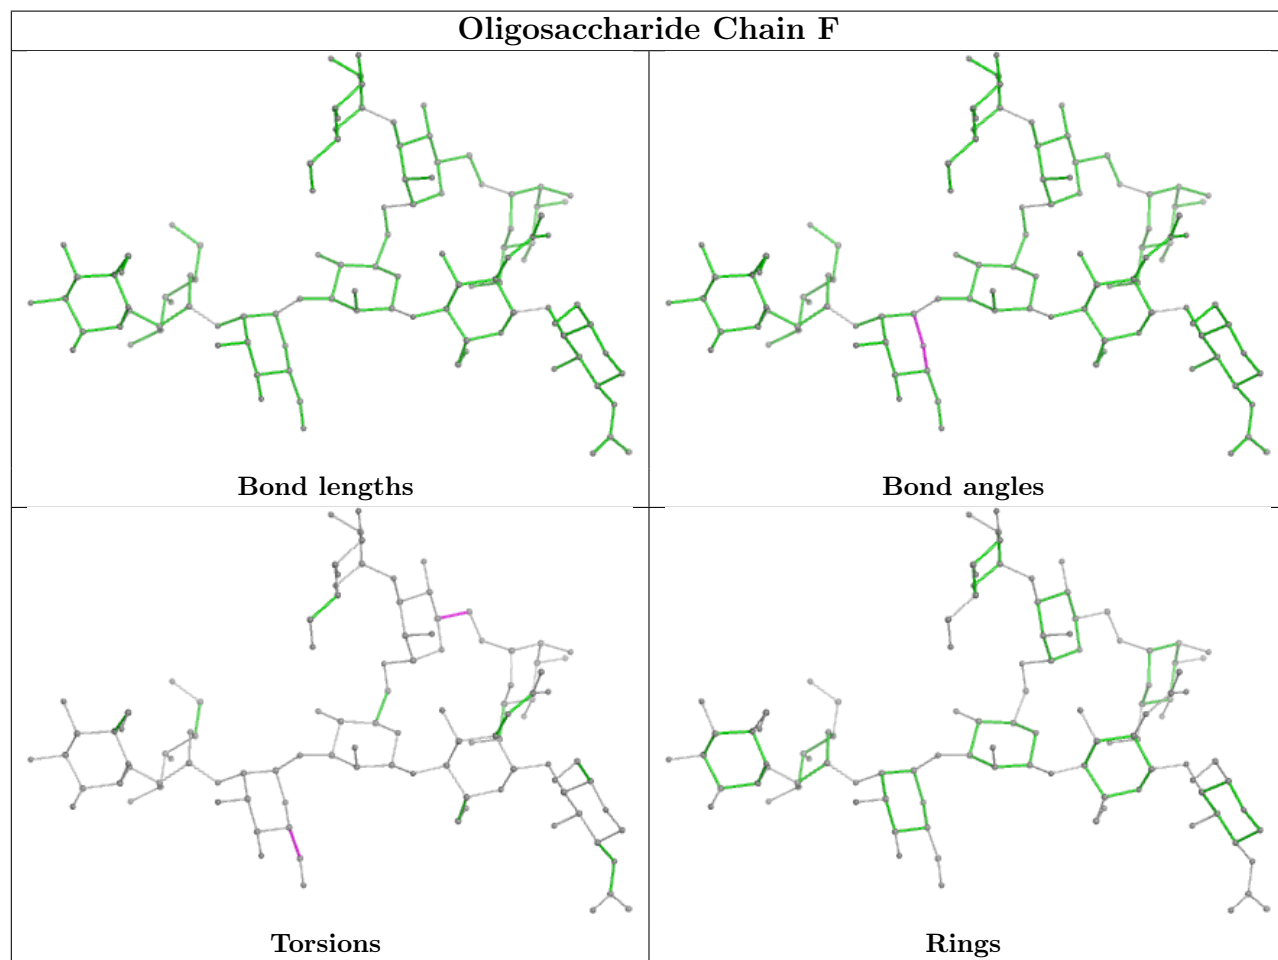 Oligosaccharide Chain F
Bond lengths
Bond angles
Torsions
Rings